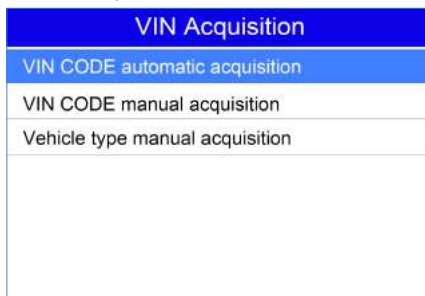 VIN Acquisition
VIN CODE automatic acquisition
VIN CODE manual acquisition
Vehicle type manual acquisition